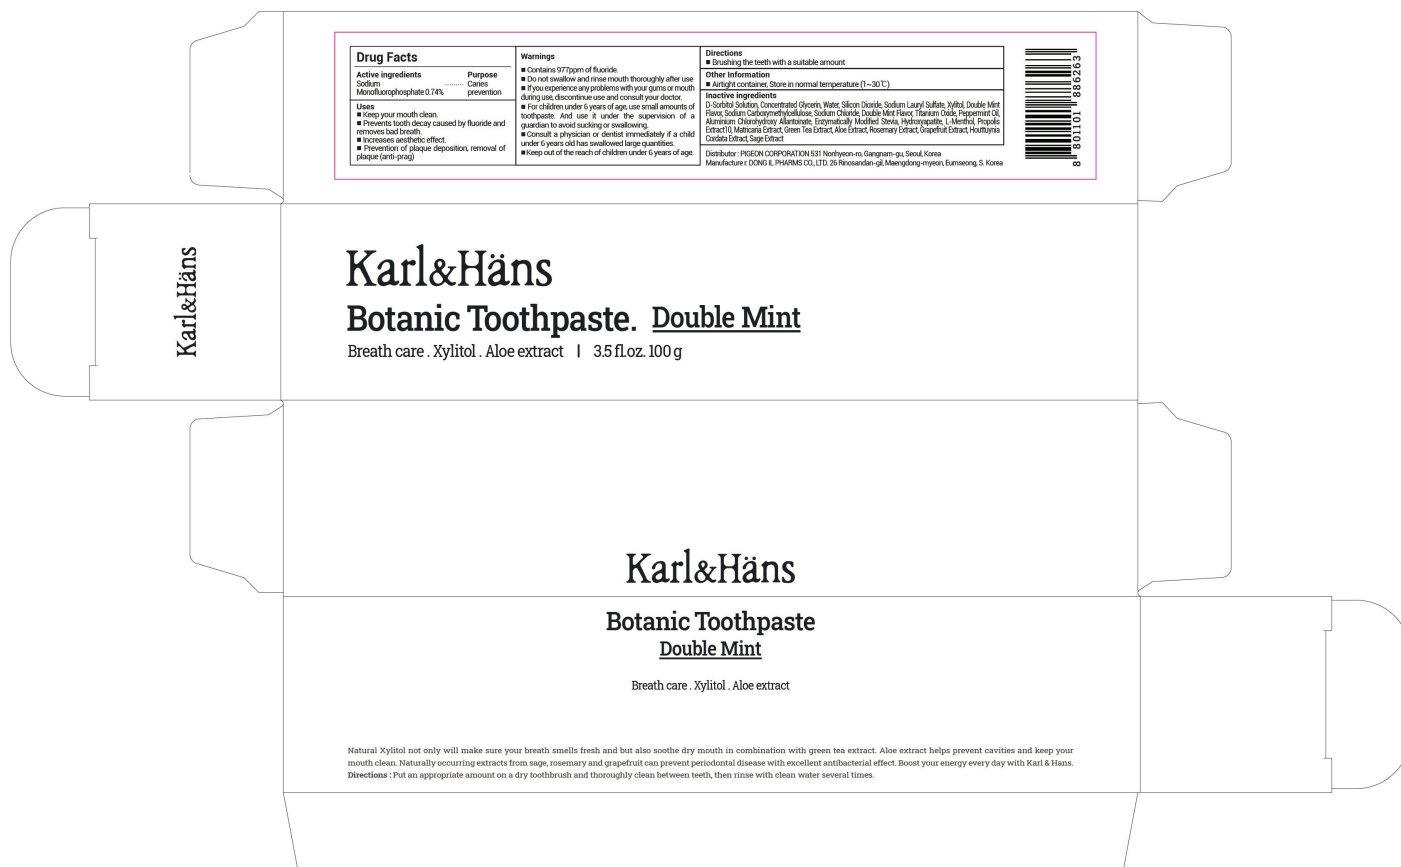 Drug Facts
Active ingredients Purpose
Sodium .......... Caries
Monofluorophosphate 0.74% prevention
Uses
■ Keep your mouth clean.
■ Prevents tooth decay caused by fluoride and
removes bad breath.
■ Increases aesthetic effect.
■ Prevention of plaque deposition, removal of
plaque (anti-prag)
Warnings
■ Contains 977ppm of fluoride.
■ Do not swallow and rinse mouth thoroughly after use
■ If you experience any problems with your gums or mouth
during use, discontinue use and consult your doctor.
■ For children under 6 years of age, use small amounts of
toothpaste. And use it under the supervision of a
guardian to avoid sucking or swallowing.
■ Consult a physician or dentist immediately if a child
under 6 years old has swallowed large quantities.
■ Keep out of the reach of children under 6 years of age.
Directions
■ Brushing the teeth with a suitable amount
Other Information
■ Airtight container, Store in normal temperature (1~30℃)
Inactive ingredients
D-Sorbitol Solution, Concentrated Glycerin, Water, Silicon Dioxide, Sodium Lauryl Sulfate, Xylitol, Double Mint
Flavor, Sodium Carboxymethylcellulose, Sodium Chloride, Double Mint Flavor, Titanium Oxide, Peppermint Oil,
Aluminium Chlorohydroxy Allantoinate, Enzymatically Modified Stevia, Hydroxyapatite, L-Menthol, Propolis
Extract10, Matricaria Extract, Green Tea Extract, Aloe Extract, Rosemary Extract, Grapefruit Extract, Houttuynia
Cordata Extract, Sage Extract
Distributor : PIGEON CORPORATION 531 Nonhyeon-ro, Gangnam-gu, Seoul, Korea
Manufacture r: DONG IL PHARMS CO., LTD. 26 Rinosandan-gil, Maengdong-myeon, Eumseong, S. Korea
8 801101 886263
Karl&Häns
Karl&Häns
Botanic Toothpaste. Double Mint
Breath care . Xylitol . Aloe extract | 3.5 fl.oz. 100 g
Karl&Häns
Botanic Toothpaste
Double Mint
Breath care . Xylitol . Aloe extract
Natural Xylitol not only will make sure your breath smells fresh and but also soothe dry mouth in combination with green tea extract. Aloe extract helps prevent cavities and keep your
mouth clean. Naturally occurring extracts from sage, rosemary and grapefruit can prevent periodontal disease with excellent antibacterial effect. Boost your energy every day with Karl & Hans.
Directions : Put an appropriate amount on a dry toothbrush and thoroughly clean between teeth, then rinse with clean water several times.